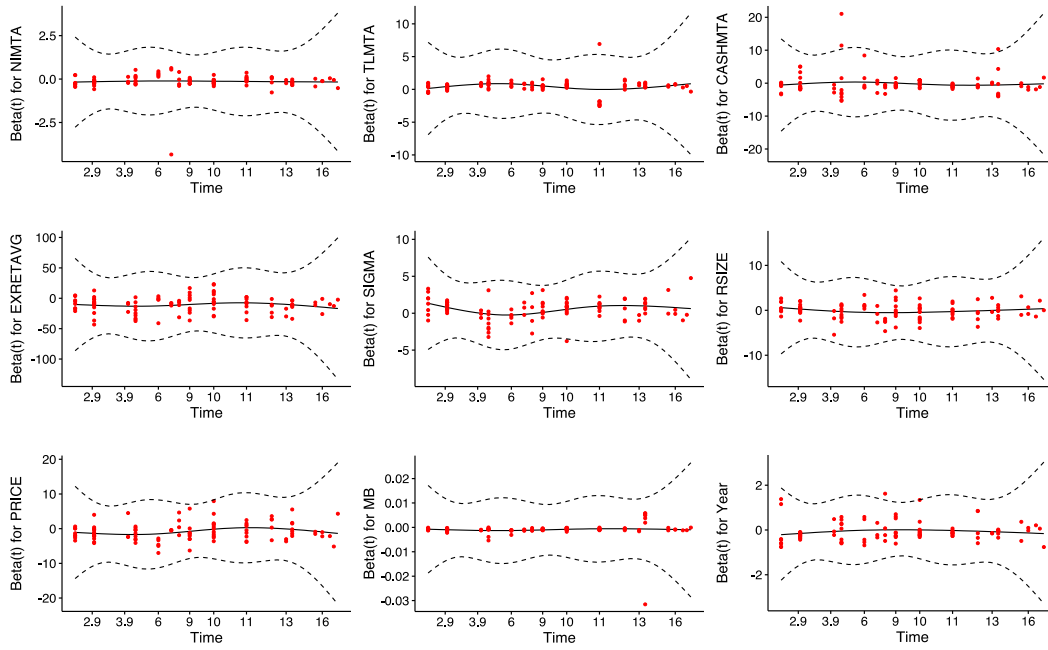 Beta(t) for NIMTA
2.5
0.0
-2.5
2.9 3.9 6 9 10 11 13 16
Time
Beta(t) for TLMTA
10
5
0
-5
-10
2.9 3.9 6 9 10 11 13 16
Time
Beta(t) for CASHMTA
20
10
0
-10
-20
2.9 3.9 6 9 10 11 13 16
Time
Beta(t) for EXRETAVG
100
50
0
-50
-100
2.9 3.9 6 9 10 11 13 16
Time
Beta(t) for SIGMA
10
5
0
-5
2.9 3.9 6 9 10 11 13 16
Time
Beta(t) for RSIZE
10
0
-10
2.9 3.9 6 9 10 11 13 16
Time
Beta(t) for PRICE
20
10
0
-10
-20
2.9 3.9 6 9 10 11 13 16
Time
Beta(t) for MB
0.02
0.01
0.00
-0.01
-0.02
-0.03
2.9 3.9 6 9 10 11 13 16
Time
Beta(t) for Year
2
0
-2
2.9 3.9 6 9 10 11 13 16
Time